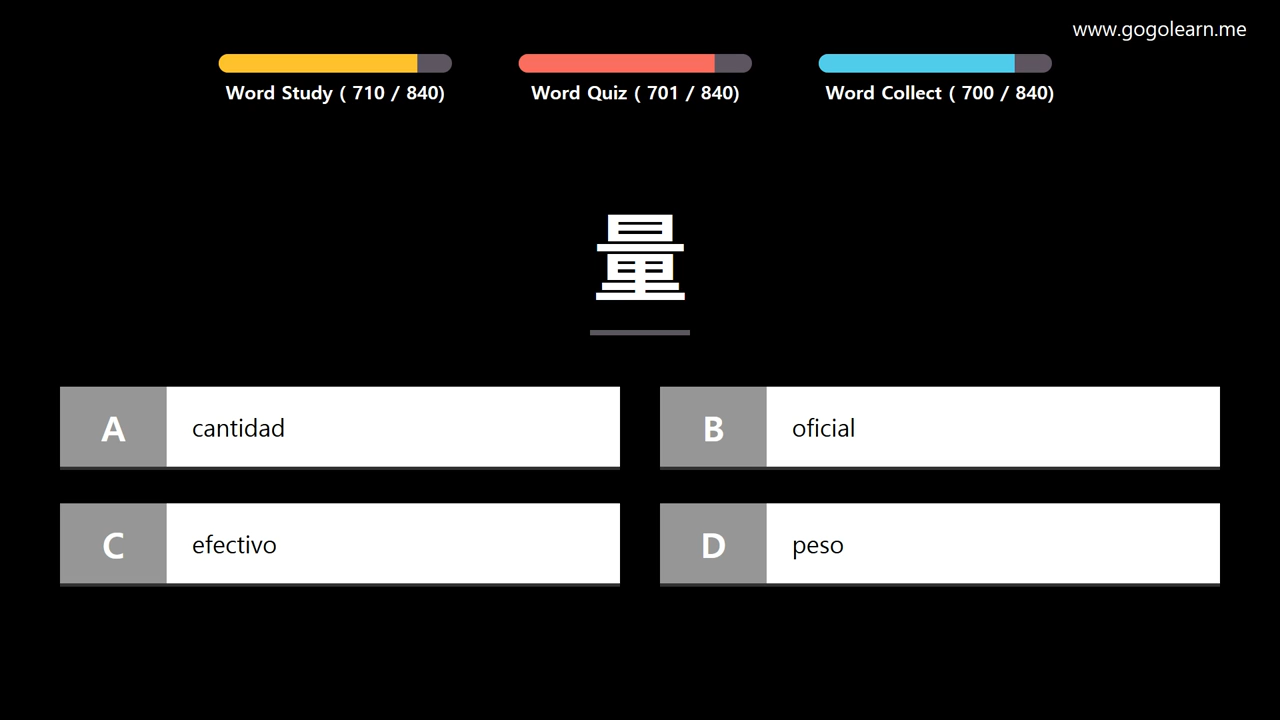 www.gogolearn.me
Word Study ( 710 / 840)
Word Quiz ( 701 / 840)
Word Collect ( 700 / 840)
量
A cantidad
B oficial
C efectivo
D peso